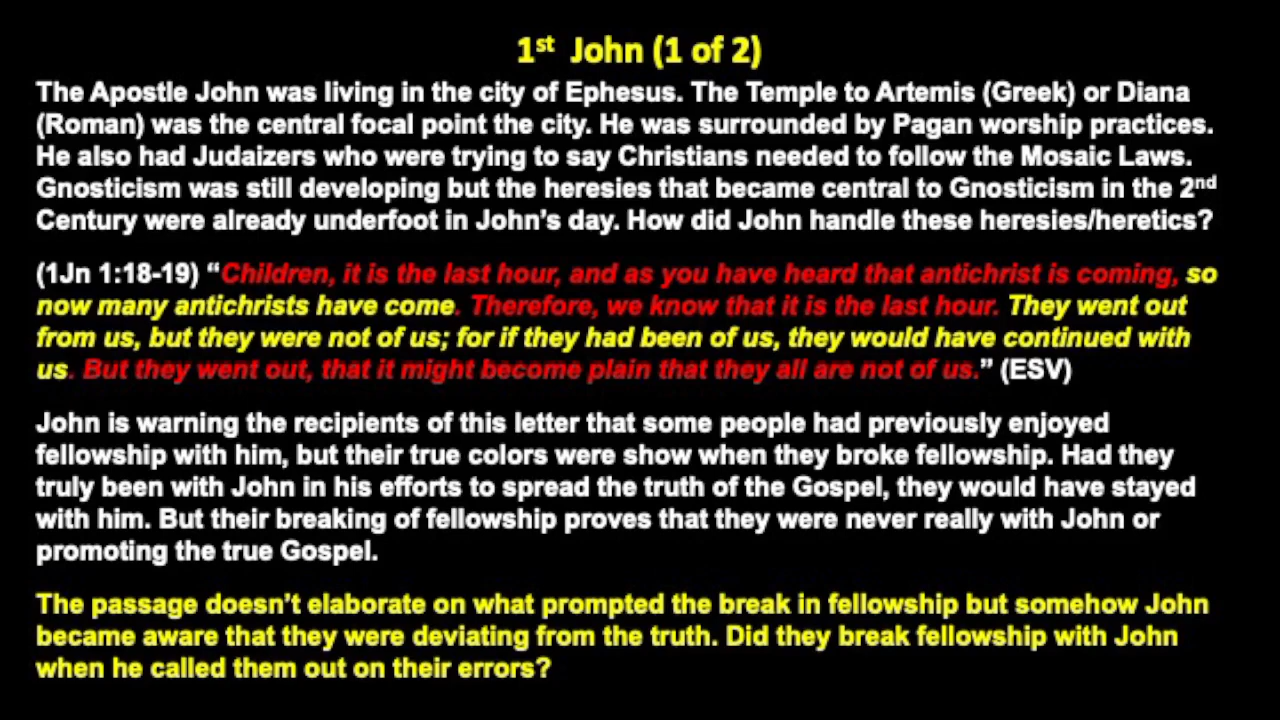 1st John (1 of 2)
The Apostle John was living in the city of Ephesus. The Temple to Artemis (Greek) or Diana
(Roman) was the central focal point the city. He was surrounded by Pagan worship practices.
He also had Judaizers who were trying to say Christians needed to follow the Mosaic Laws.
Gnosticism was still developing but the heresies that became central to Gnosticism in the 2nd
Century were already underfoot in John's day. How did John handle these heresies/heretics?
(1Jn 1:18-19) “Children, it is the last hour, and as you have heard that antichrist is coming, so
now many antichrists have come. Therefore, we know that it is the last hour. They went out
from us, but they were not of us; for if they had been of us, they would have continued with
us. But they went out, that it might become plain that they all are not of us.” (ESV)
John is warning the recipients of this letter that some people had previously enjoyed
fellowship with him, but their true colors were show when they broke fellowship. Had they
truly been with John in his efforts to spread the truth of the Gospel, they would have stayed
with him. But their breaking of fellowship proves that they were never really with John or
promoting the true Gospel.
The passage doesn't elaborate on what prompted the break in fellowship but somehow John
became aware that they were deviating from the truth. Did they break fellowship with John
when he called them out on their errors?